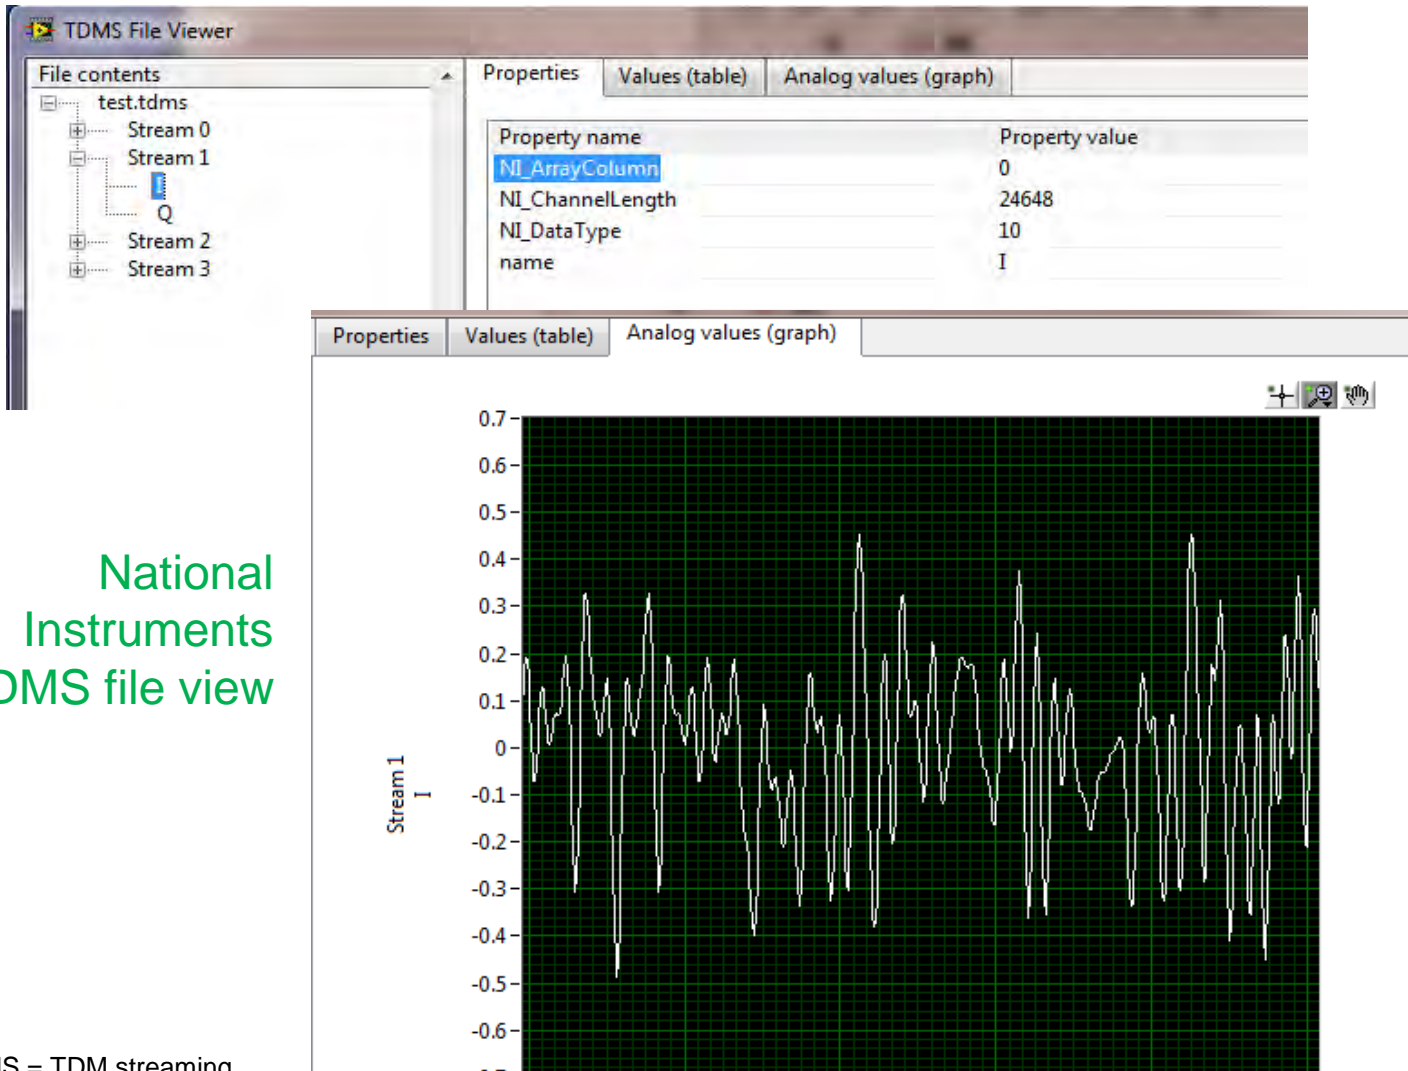 TDMS File Viewer
File contents
test.tdms
Stream 0
Stream 1
I
Q
Stream 2
Stream 3
Properties Values (table) Analog values (graph)
Property name Property value
NI_ArrayColumn 0
NI_ChannelLength 24648
NI_DataType 10
name I
Properties Values (table) Analog values (graph)
0.7
0.6
0.5
0.4
0.3
0.2
0.1
0
-0.1
-0.2
-0.3
-0.4
-0.5
-0.6
Stream 1
I
National
Instruments
DMS file view
= TDM streaming